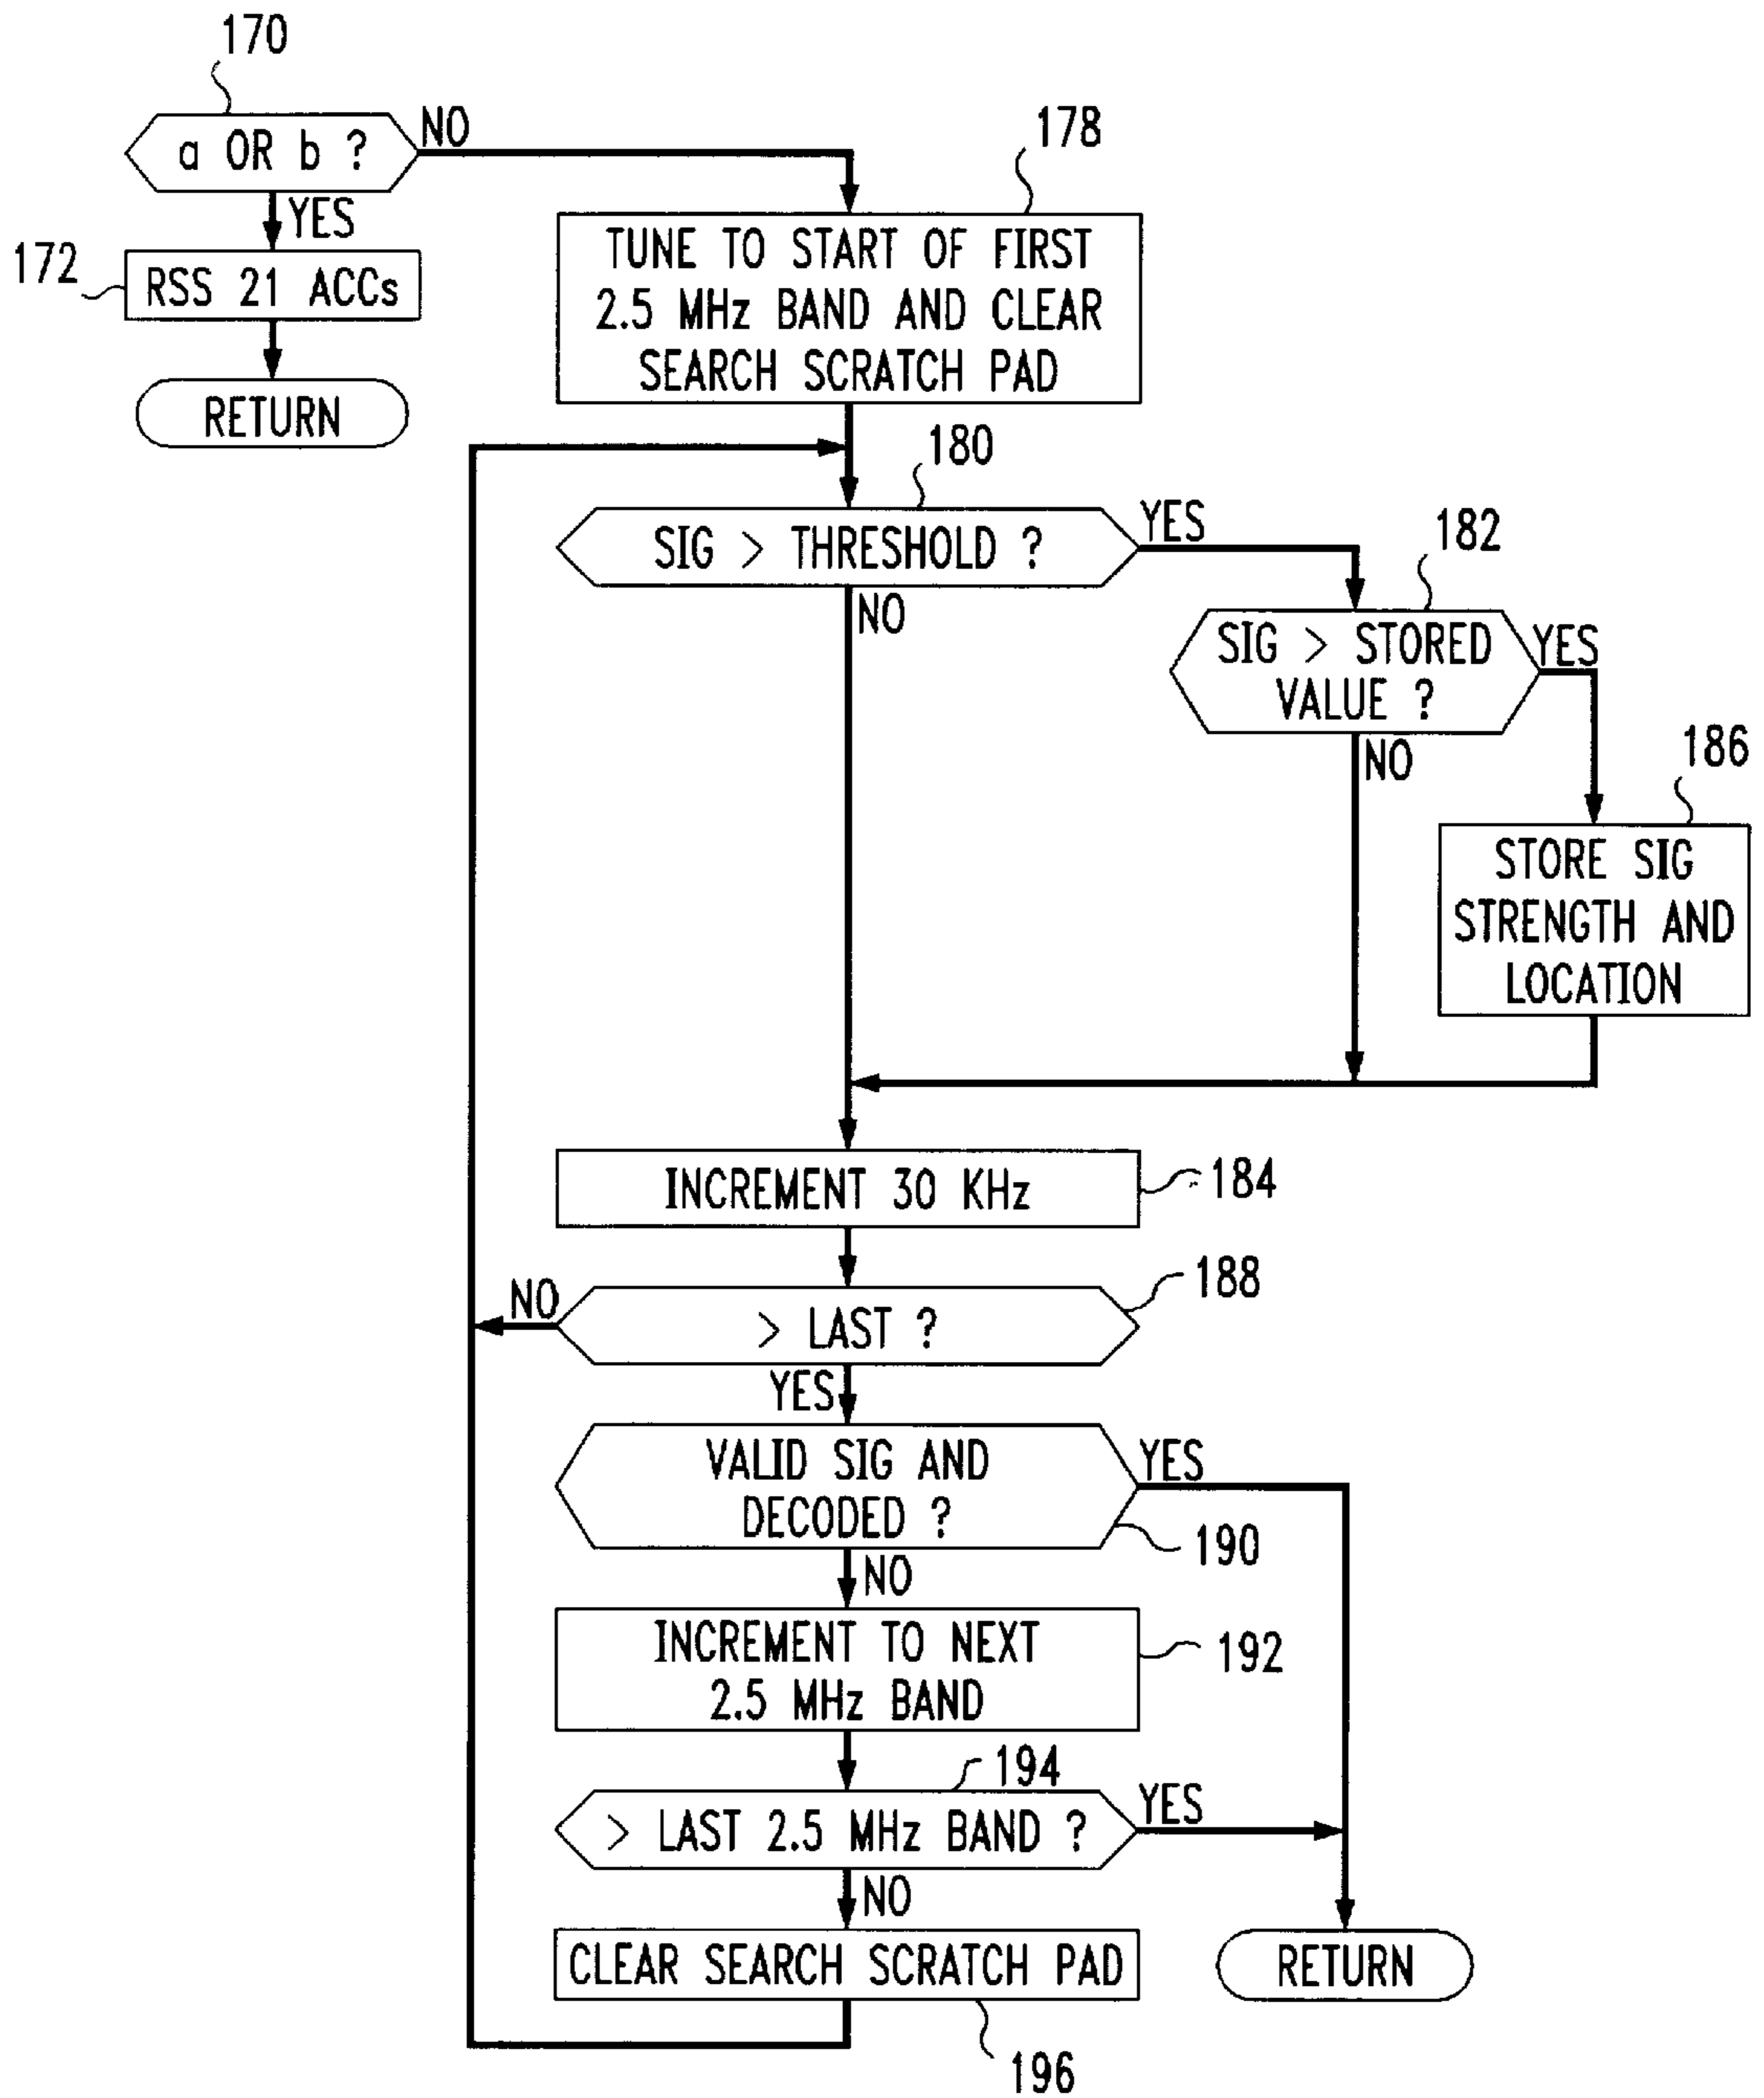 170
a OR b ?
NO
YES
172
RSS 21 ACCs
RETURN
178
TUNE TO START OF FIRST
2.5 MHz BAND AND CLEAR
SEARCH SCRATCH PAD
180
SIG > THRESHOLD ?
YES
NO
182
SIG > STORED
VALUE ?
YES
NO
186
STORE SIG
STRENGTH AND
LOCATION
INCREMENT 30 KHz
184
188
NO
> LAST ?
YES
VALID SIG AND
DECODED ?
YES
190
NO
INCREMENT TO NEXT
2.5 MHz BAND
192
194
> LAST 2.5 MHz BAND ?
YES
NO
CLEAR SEARCH SCRATCH PAD
196
RETURN